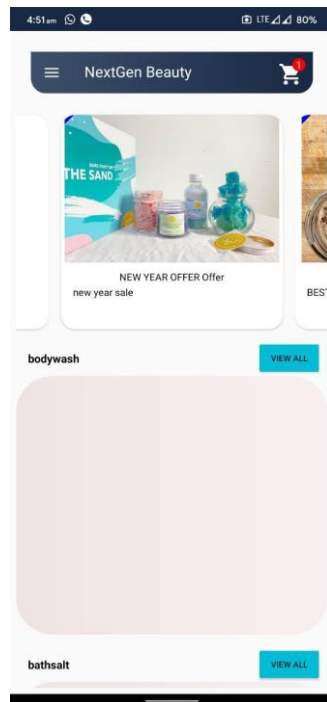 4:51am
LTE 80%
NextGen Beauty
1
THE SAND
NEW YEAR OFFER Offer
new year sale
BEST
bodywash
VIEW ALL
bathsalt
VIEW ALL